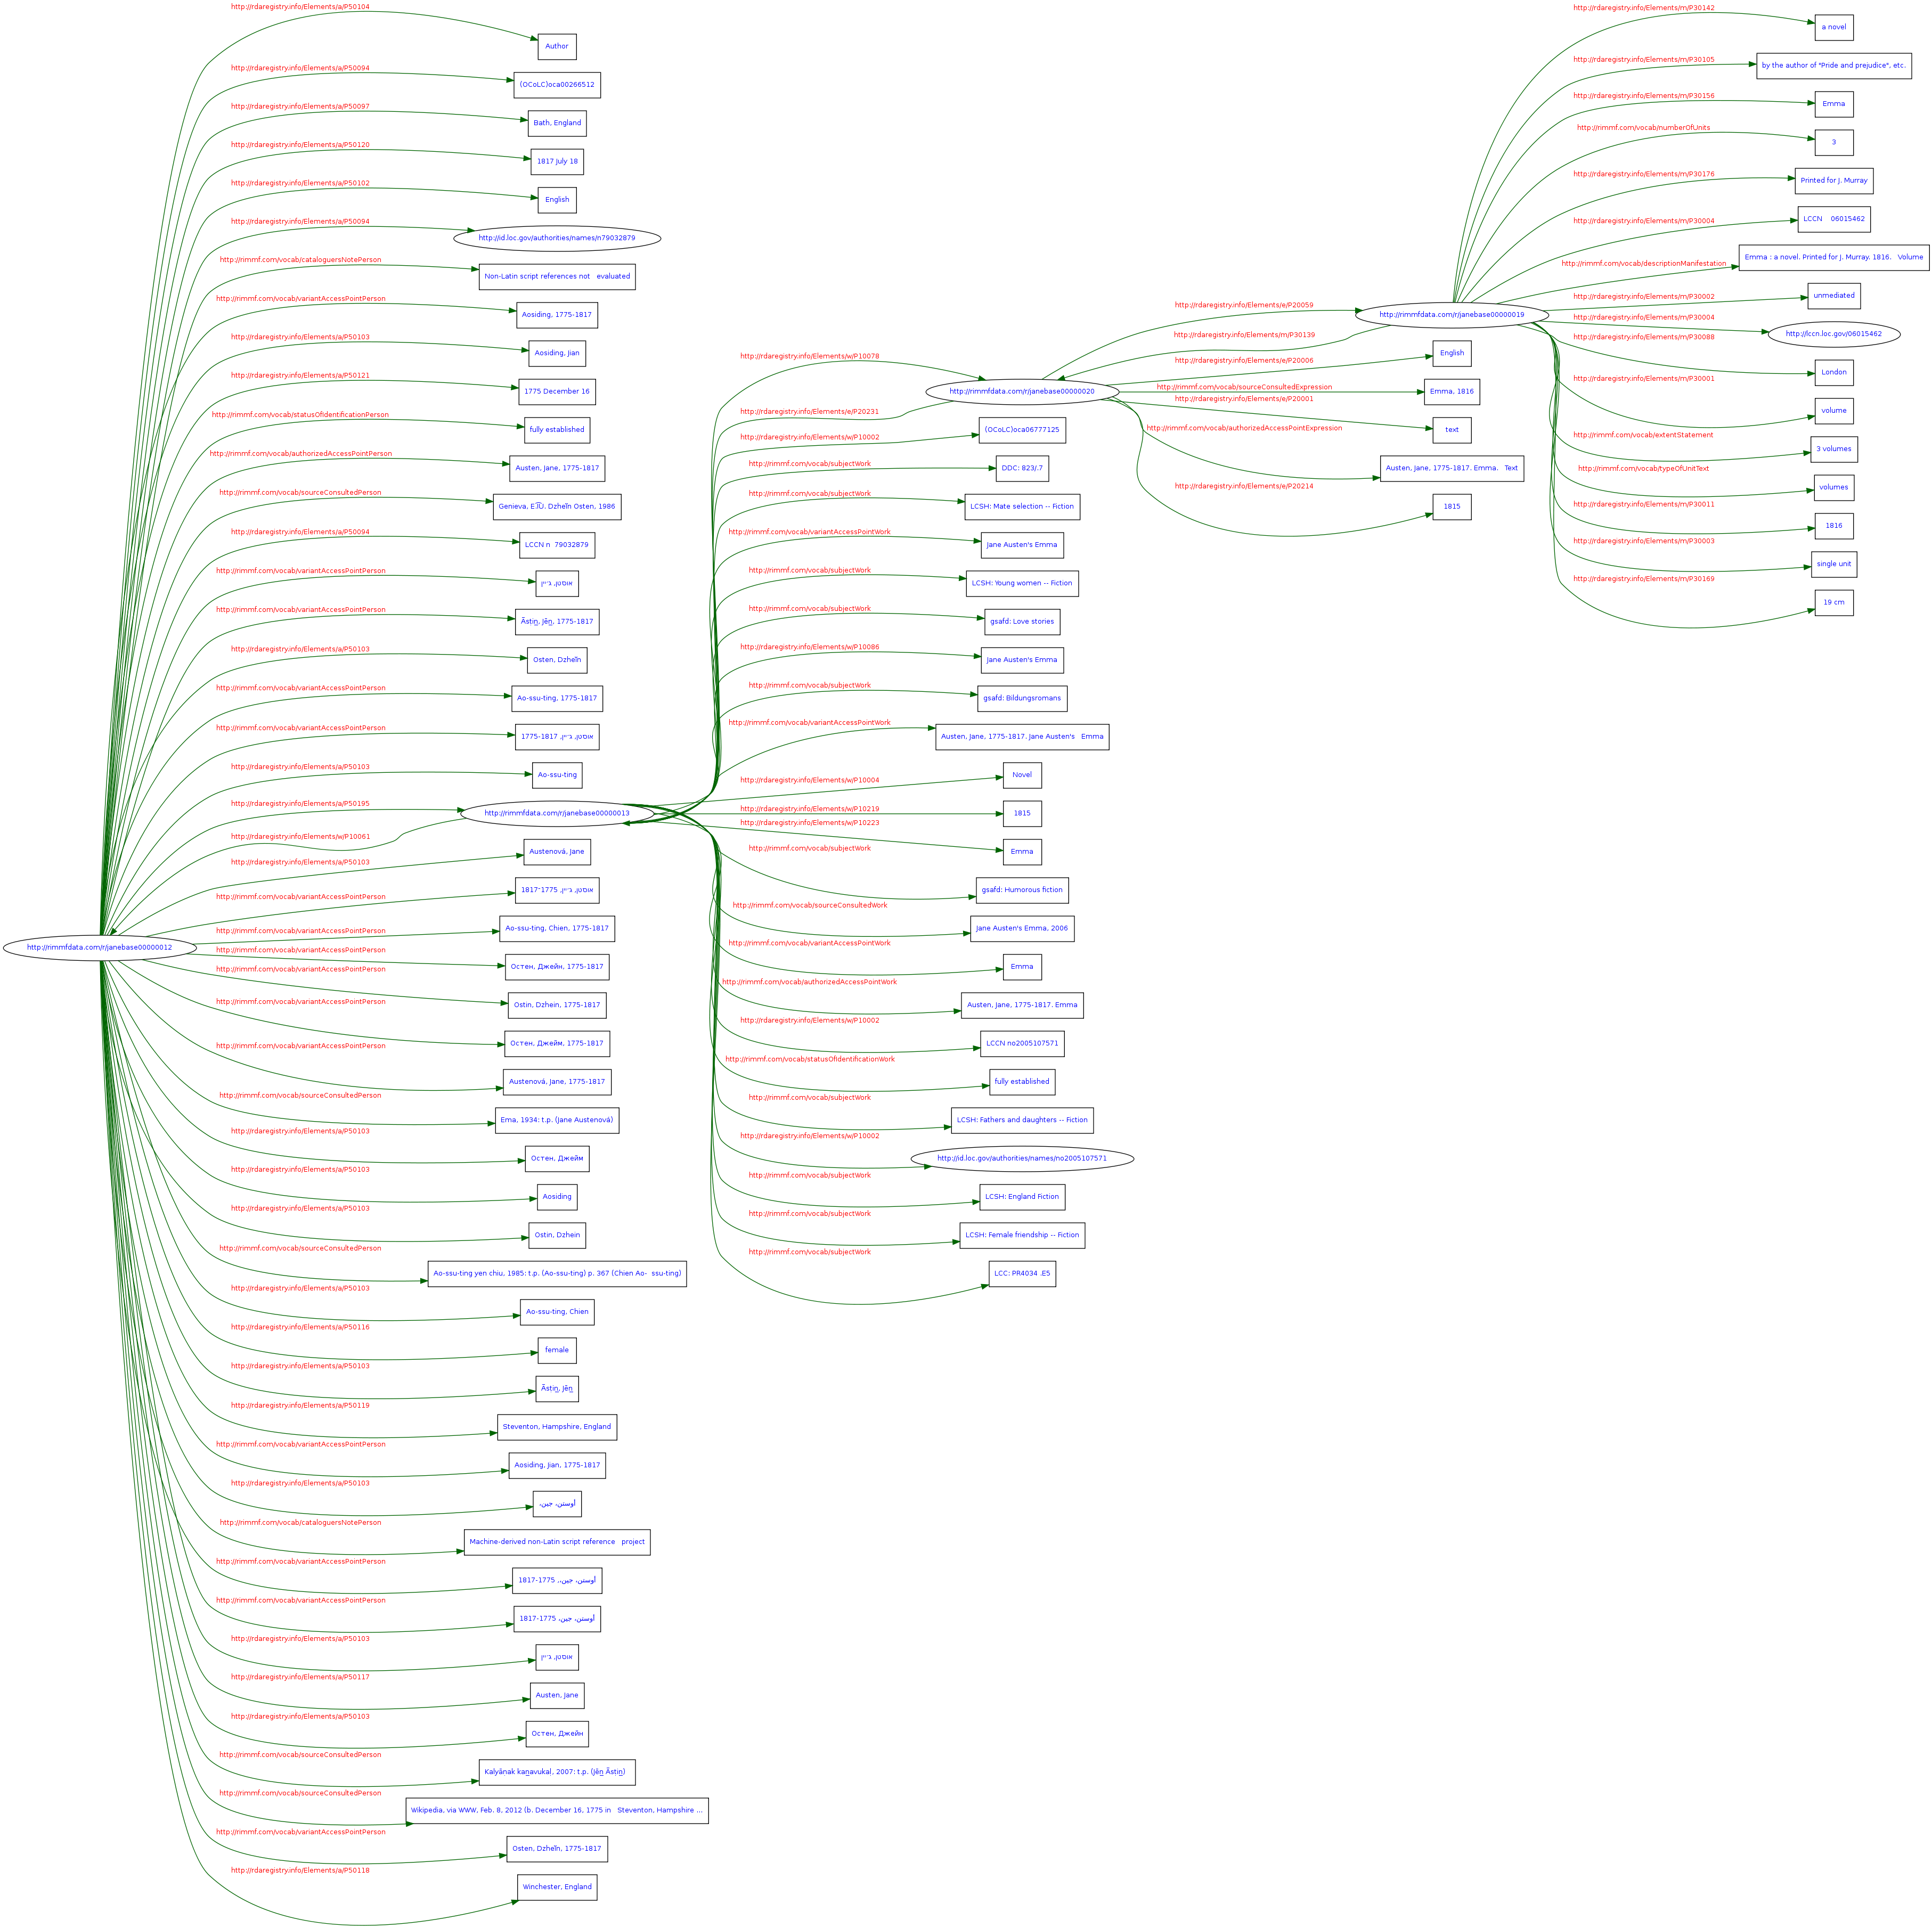 http://rimmfdata.com/r/janebase00000012
http://rdaregistry.info/Elements/a/P50104
Author
http://rdaregistry.info/Elements/a/P50094
(OCoLC)oca00266512
http://rdaregistry.info/Elements/a/P50097
Bath, England
http://rdaregistry.info/Elements/a/P50120
1817 July 18
http://rdaregistry.info/Elements/a/P50102
English
http://rdaregistry.info/Elements/a/P50094
http://id.loc.gov/authorities/names/n79032879
http://rimmf.com/vocab/cataloguersNotePerson
Non-Latin script references not evaluated
http://rimmf.com/vocab/variantAccessPointPerson
Aosiding, 1775-1817
http://rdaregistry.info/Elements/a/P50103
Aosiding, Jian
http://rdaregistry.info/Elements/a/P50121
1775 December 16
http://rimmf.com/vocab/statusOfIdentificationPerson
fully established
http://rimmf.com/vocab/authorizedAccessPointPerson
Austen, Jane, 1775-1817
http://rimmf.com/vocab/sourceConsultedPerson
Genieva, E.I͡U. Dzheĭn Osten, 1986
http://rdaregistry.info/Elements/a/P50094
LCCN n 79032879
http://rimmf.com/vocab/variantAccessPointPerson
אוסטן, ג׳יין
http://rimmf.com/vocab/variantAccessPointPerson
Āsṭiṉ, Jēṉ, 1775-1817
http://rdaregistry.info/Elements/a/P50103
Osten, Dzheĭn
http://rimmf.com/vocab/variantAccessPointPerson
Ao-ssu-ting, 1775-1817
http://rimmf.com/vocab/variantAccessPointPerson
אוסטן, ג׳יין, 1775-1817
http://rdaregistry.info/Elements/a/P50103
Ao-ssu-ting
http://rdaregistry.info/Elements/a/P50195
http://rimmfdata.com/r/janebase00000013
http://rdaregistry.info/Elements/w/P10061
http://rdaregistry.info/Elements/a/P50103
Austenová, Jane
http://rimmf.com/vocab/variantAccessPointPerson
אוסטן, ג׳יין, 1775־1817
http://rimmf.com/vocab/variantAccessPointPerson
Ao-ssu-ting, Chien, 1775-1817
http://rimmf.com/vocab/variantAccessPointPerson
Остен, Джейн, 1775-1817
http://rimmf.com/vocab/variantAccessPointPerson
Ostin, Dzhein, 1775-1817
http://rimmf.com/vocab/variantAccessPointPerson
Остен, Джейм, 1775-1817
http://rimmf.com/vocab/variantAccessPointPerson
Austenová, Jane, 1775-1817
http://rimmf.com/vocab/sourceConsultedPerson
Ema, 1934: t.p. (Jane Austenová)
http://rdaregistry.info/Elements/a/P50103
Остен, Джейм
http://rdaregistry.info/Elements/a/P50103
Aosiding
http://rdaregistry.info/Elements/a/P50103
Ostin, Dzhein
http://rimmf.com/vocab/sourceConsultedPerson
Ao-ssu-ting yen chiu, 1985: t.p. (Ao-ssu-ting) p. 367 (Chien Ao- ssu-ting)
http://rdaregistry.info/Elements/a/P50103
Ao-ssu-ting, Chien
http://rdaregistry.info/Elements/a/P50116
female
http://rdaregistry.info/Elements/a/P50103
Āsṭiṉ, Jēṉ
http://rdaregistry.info/Elements/a/P50119
Steventon, Hampshire, England
http://rimmf.com/vocab/variantAccessPointPerson
Aosiding, Jian, 1775-1817
http://rdaregistry.info/Elements/a/P50103
أوستن، جين،
http://rimmf.com/vocab/cataloguersNotePerson
Machine-derived non-Latin script reference project
http://rimmf.com/vocab/variantAccessPointPerson
أوستن، جين،, 1775-1817
http://rimmf.com/vocab/variantAccessPointPerson
أوستن، جين، 1775-1817
http://rdaregistry.info/Elements/a/P50103
אוסטן, ג׳יין
http://rdaregistry.info/Elements/a/P50117
Austen, Jane
http://rdaregistry.info/Elements/a/P50103
Остен, Джейн
http://rimmf.com/vocab/sourceConsultedPerson
Kalyāṇak kaṉavukaḷ, 2007: t.p. (Jēṉ Āsṭiṉ)
http://rimmf.com/vocab/sourceConsultedPerson
Wikipedia, via WWW, Feb. 8, 2012 (b. December 16, 1775 in Steventon, Hampshire ...
http://rimmf.com/vocab/variantAccessPointPerson
Osten, Dzheĭn, 1775-1817
http://rdaregistry.info/Elements/a/P50118
Winchester, England
http://rdaregistry.info/Elements/w/P10078
http://rimmfdata.com/r/janebase00000020
http://rdaregistry.info/Elements/e/P20231
http://rdaregistry.info/Elements/w/P10002
(OCoLC)oca06777125
http://rimmf.com/vocab/subjectWork
DDC: 823/.7
http://rimmf.com/vocab/subjectWork
LCSH: Mate selection -- Fiction
http://rimmf.com/vocab/variantAccessPointWork
Jane Austen's Emma
http://rimmf.com/vocab/subjectWork
LCSH: Young women -- Fiction
http://rimmf.com/vocab/subjectWork
gsafd: Love stories
http://rdaregistry.info/Elements/w/P10086
Jane Austen's Emma
http://rimmf.com/vocab/subjectWork
gsafd: Bildungsromans
http://rimmf.com/vocab/variantAccessPointWork
Austen, Jane, 1775-1817. Jane Austen's Emma
http://rdaregistry.info/Elements/w/P10004
Novel
http://rdaregistry.info/Elements/w/P10219
1815
http://rdaregistry.info/Elements/w/P10223
Emma
http://rimmf.com/vocab/subjectWork
gsafd: Humorous fiction
http://rimmf.com/vocab/sourceConsultedWork
Jane Austen's Emma, 2006
http://rimmf.com/vocab/variantAccessPointWork
Emma
http://rimmf.com/vocab/authorizedAccessPointWork
Austen, Jane, 1775-1817. Emma
http://rdaregistry.info/Elements/w/P10002
LCCN no2005107571
http://rimmf.com/vocab/statusOfIdentificationWork
fully established
http://rimmf.com/vocab/subjectWork
LCSH: Fathers and daughters -- Fiction
http://rdaregistry.info/Elements/w/P10002
http://id.loc.gov/authorities/names/no2005107571
http://rimmf.com/vocab/subjectWork
LCSH: England Fiction
http://rimmf.com/vocab/subjectWork
LCSH: Female friendship -- Fiction
http://rimmf.com/vocab/subjectWork
LCC: PR4034 .E5
http://rdaregistry.info/Elements/e/P20059
http://rimmfdata.com/r/janebase00000019
http://rdaregistry.info/Elements/m/P30139
http://rdaregistry.info/Elements/e/P20006
English
http://rimmf.com/vocab/sourceConsultedExpression
Emma, 1816
http://rdaregistry.info/Elements/e/P20001
text
http://rimmf.com/vocab/authorizedAccessPointExpression
Austen, Jane, 1775-1817. Emma. Text
http://rdaregistry.info/Elements/e/P20214
1815
http://rdaregistry.info/Elements/m/P30142
a novel
http://rdaregistry.info/Elements/m/P30105
by the author of "Pride and prejudice", etc.
http://rdaregistry.info/Elements/m/P30156
Emma
http://rimmf.com/vocab/numberOfUnits
3
http://rdaregistry.info/Elements/m/P30176
Printed for J. Murray
http://rdaregistry.info/Elements/m/P30004
LCCN 06015462
http://rimmf.com/vocab/descriptionManifestation
Emma : a novel. Printed for J. Murray. 1816. Volume
http://rdaregistry.info/Elements/m/P30002
unmediated
http://rdaregistry.info/Elements/m/P30004
http://lccn.loc.gov/06015462
http://rdaregistry.info/Elements/m/P30088
London
http://rdaregistry.info/Elements/m/P30001
volume
http://rimmf.com/vocab/extentStatement
3 volumes
http://rimmf.com/vocab/typeOfUnitText
volumes
http://rdaregistry.info/Elements/m/P30011
1816
http://rdaregistry.info/Elements/m/P30003
single unit
http://rdaregistry.info/Elements/m/P30169
19 cm